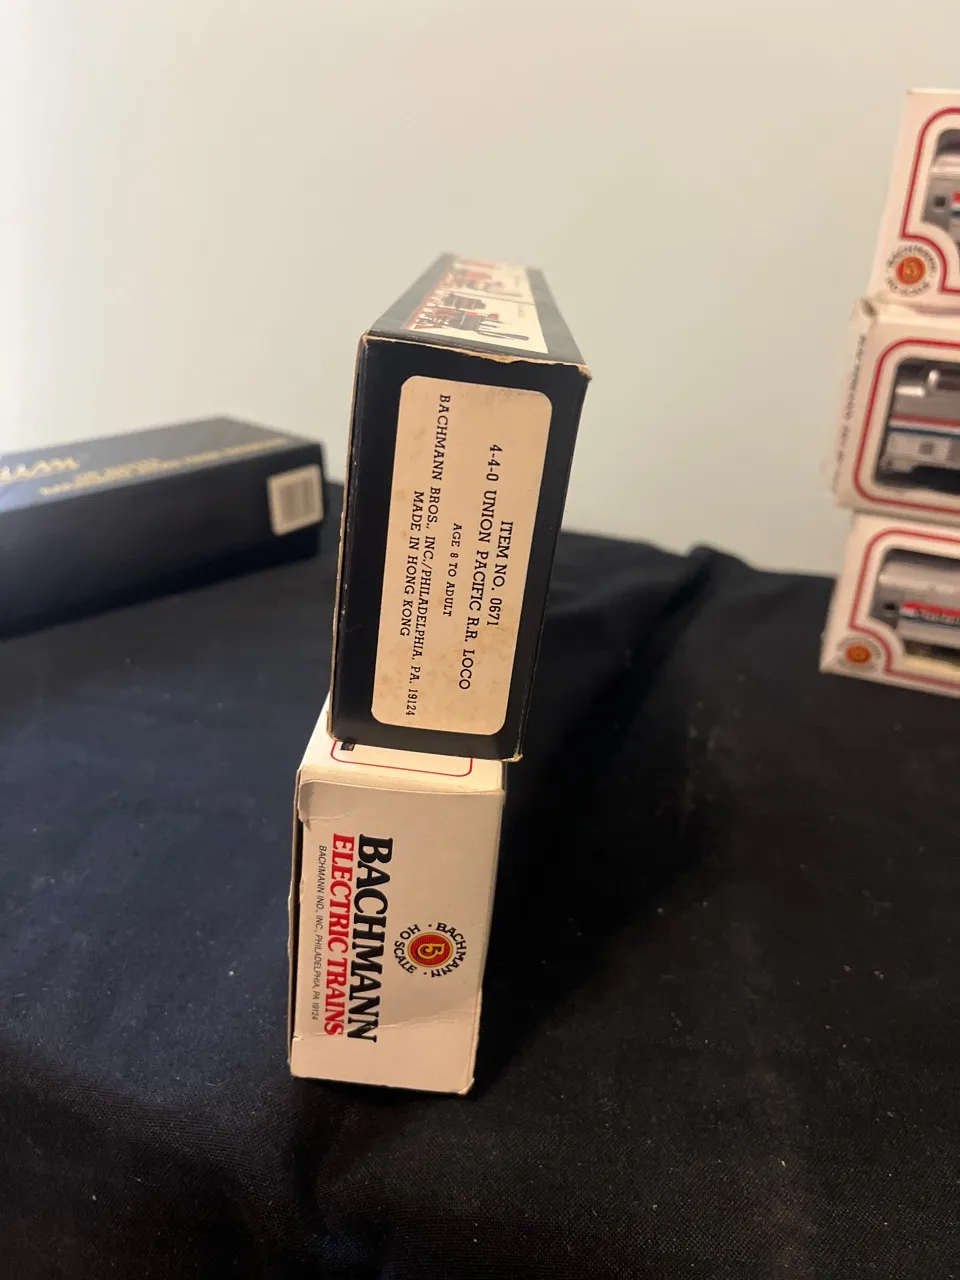 ITEM NO. 0671
4-4-0 UNION PACIFIC R.R. LOCO
AGE 8 TO ADULT
BACHMANN BROS., INC./PHILADELPHIA, PA. 19124
MADE IN HONG KONG
BACHMANN
HO SCALE
BACHMANN
ELECTRIC TRAINS
BACHMANN IND., INC., PHILADELPHIA, PA 19124